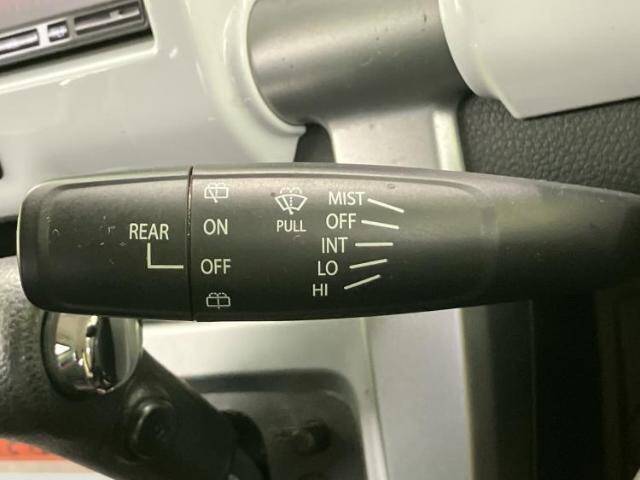 REAR
ON
OFF
PULL
MIST
OFF
INT
LO
HI